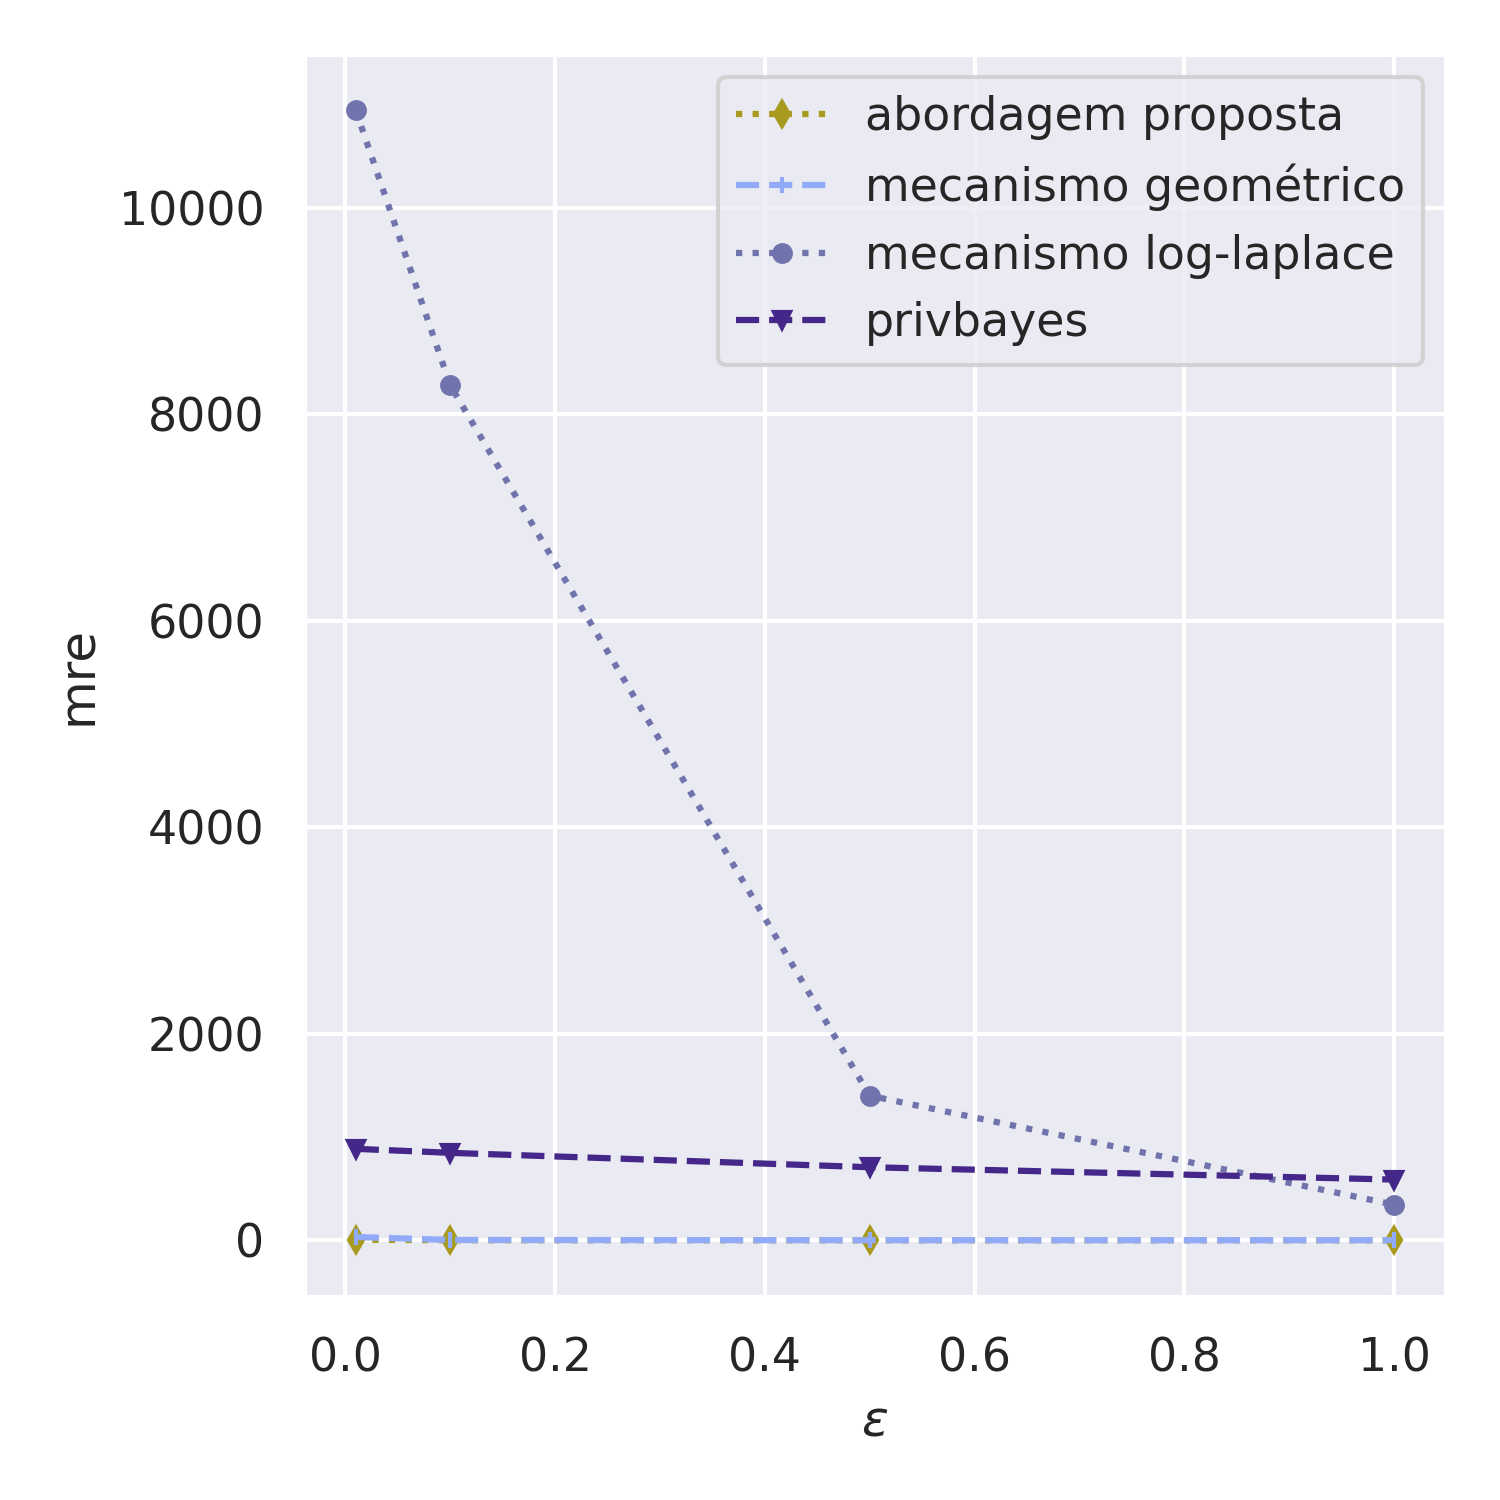 abordagem proposta
mecanismo geométrico
mecanismo log-laplace
privbayes
10000
8000
6000
4000
2000
0
mre
0.0 0.2 0.4 0.6 0.8 1.0
ε